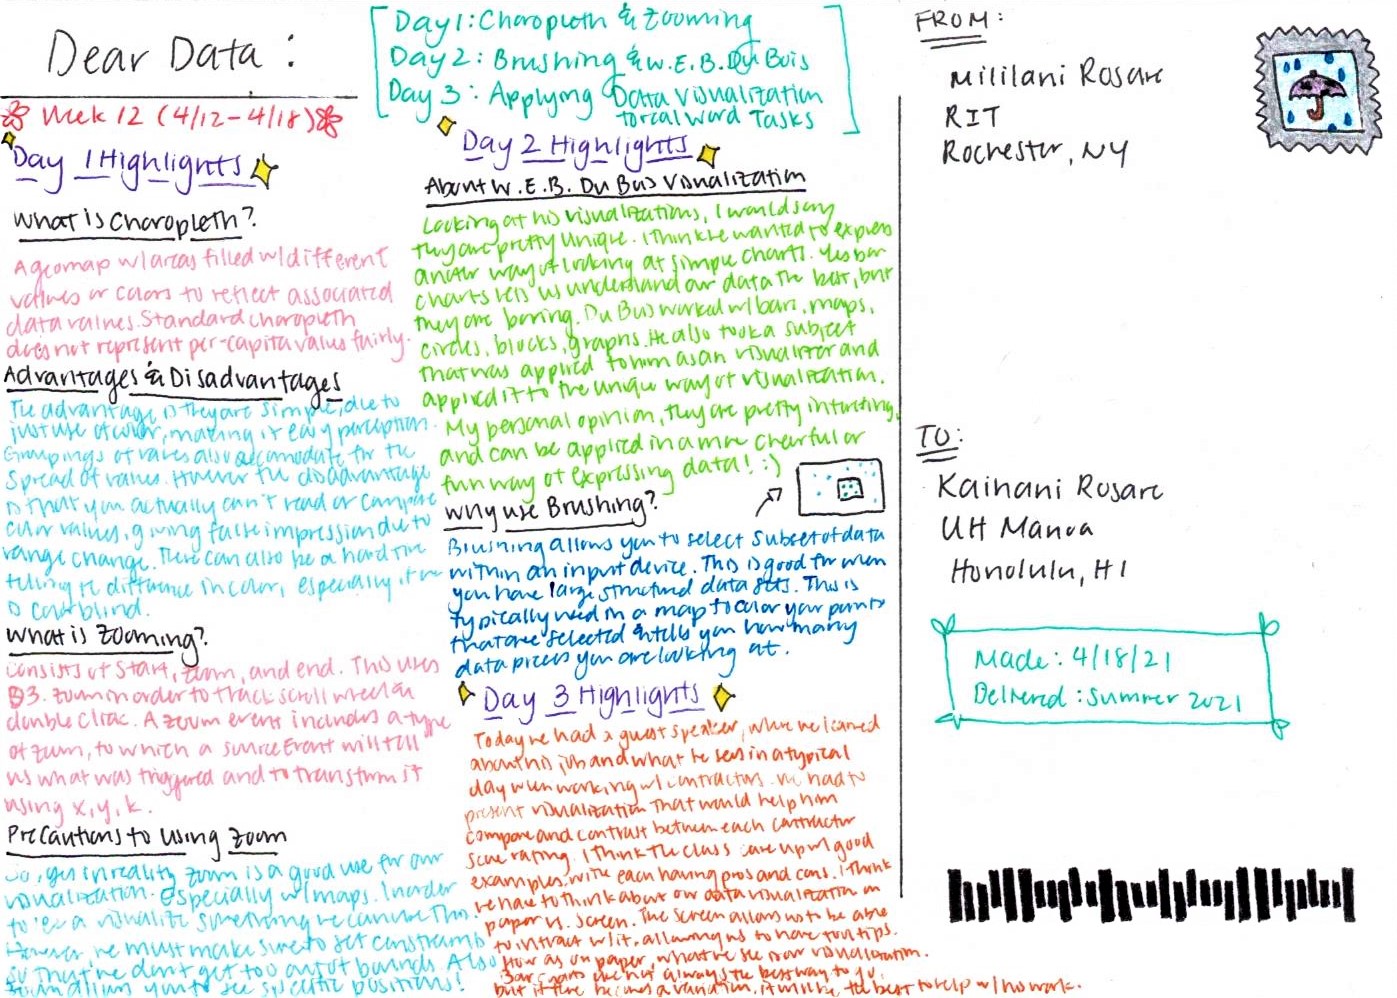 Dear Data:
Week 12 (4/12-4/18)
Day 1: Choropleth & Zooming
Day 2: Brushing & W.E.B. Du Bois
Day 3: Applying Data Visualization
to real word Tasks
Day 1 Highlights
What is Choropleth?
A geomap w/ areas filled w/ different
values or colors to reflect associated
data values. Standard choropleth
does not represent per-capita value fairly.
Advantages & Disadvantages
The advantage is they are simple, due to
just use of color, making it easy perception.
Groupings of values also accomodate for the
spread of value. However the disadvantage
is that you actually can't read or compare
color values, giving false impression due to
range change. There can also be a hard time
telling the difference in color, especially if
is colorblind.
What is Zooming?
Consists of Start, zoom, and end. This uses
D3.zoom in order to track scroll wheel or
double click. A zoom event includes a type
of zoom, to which a source Event will tell
us what was triggered and to transform it
using x, y, k.
Precautions to using zoom
So, yes in reality zoom is a good use for our
visualization. Especially w/ maps. In order
to a visualize something we can use this.
However, we must make sure to set constraints
so that we don't get too out of bounds. Also
zoom allows you to see specific positions!
Day 2 Highlights
About W.E.B. Du Bois Visualization
Looking at his visualizations, I would say
they are pretty unique. I think he wanted to express
another way of looking at simple charts. Yes bar
charts lets us understand our data the best, but
they are boring. Du Bois worked w/ bars, maps,
circles, blocks, graphs. He also took a subject
that was applied to him as an visualizer and
applied it to the unique way of visualization.
My personal opinion, they are pretty interesting,
and can be applied in a more cheerful or
fun way of expressing data! :)
Why use Brushing?
Brushing allows you to select subset of data
within an input device. This is good for when
you have large structured data sets. This is
typically used in a map to color your points
that are selected & tells you how many
data pieces you are looking at.
Day 3 Highlights
Today we had a guest speaker, where we learned
about his job and what he sees in a typical
day when working w/ contractors. We had to
present visualization that would help him
compare and contrast between each contractor
score rating. I think the class came up w/ good
examples, with each having pros and cons. I think
we have to think about our data visualization on
paper vs. screen. The screen allows us to be able
to intract w/ it, allowing us to have tool tips.
Now as on paper, what we see is our visualization.
Bar charts are not always the best way to go,
but if there becomes a variation, it will be the best to help w/ his work.
FROM:
Mililani Rosare
RIT
Rochester, NY
TO:
Kainani Rosare
UH Manoa
Honolulu, HI
Made: 4/18/21
Delivered: Summer 2021